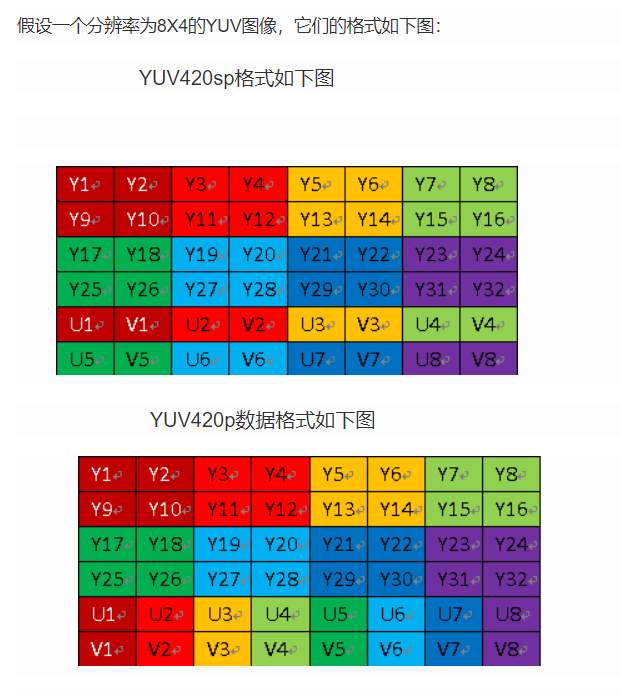 假设一个分辨率为8X4的YUV图像，它们的格式如下图：
YUV420sp格式如下图
Y1 Y2 Y3 Y4 Y5 Y6 Y7 Y8
Y9 Y10 Y11 Y12 Y13 Y14 Y15 Y16
Y17 Y18 Y19 Y20 Y21 Y22 Y23 Y24
Y25 Y26 Y27 Y28 Y29 Y30 Y31 Y32
U1 V1 U2 V2 U3 V3 U4 V4
U5 V5 U6 V6 U7 V7 U8 V8
YUV420p数据格式如下图
Y1 Y2 Y3 Y4 Y5 Y6 Y7 Y8
Y9 Y10 Y11 Y12 Y13 Y14 Y15 Y16
Y17 Y18 Y19 Y20 Y21 Y22 Y23 Y24
Y25 Y26 Y27 Y28 Y29 Y30 Y31 Y32
U1 U2 U3 U4 U5 U6 U7 U8
V1 V2 V3 V4 V5 V6 V7 V8